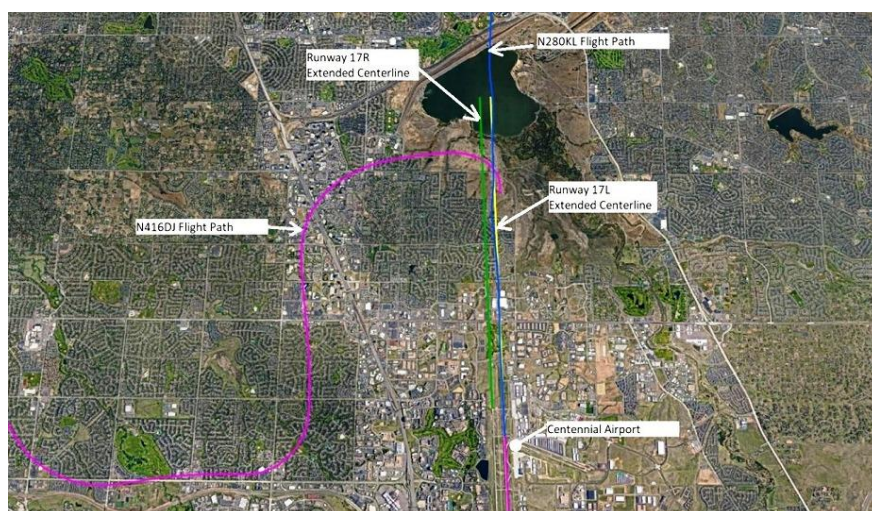 N280KL Flight Path
Runway 17R
Extended Centerline
Runway 17L
Extended Centerline
N416DJ Flight Path
Centennial Airport